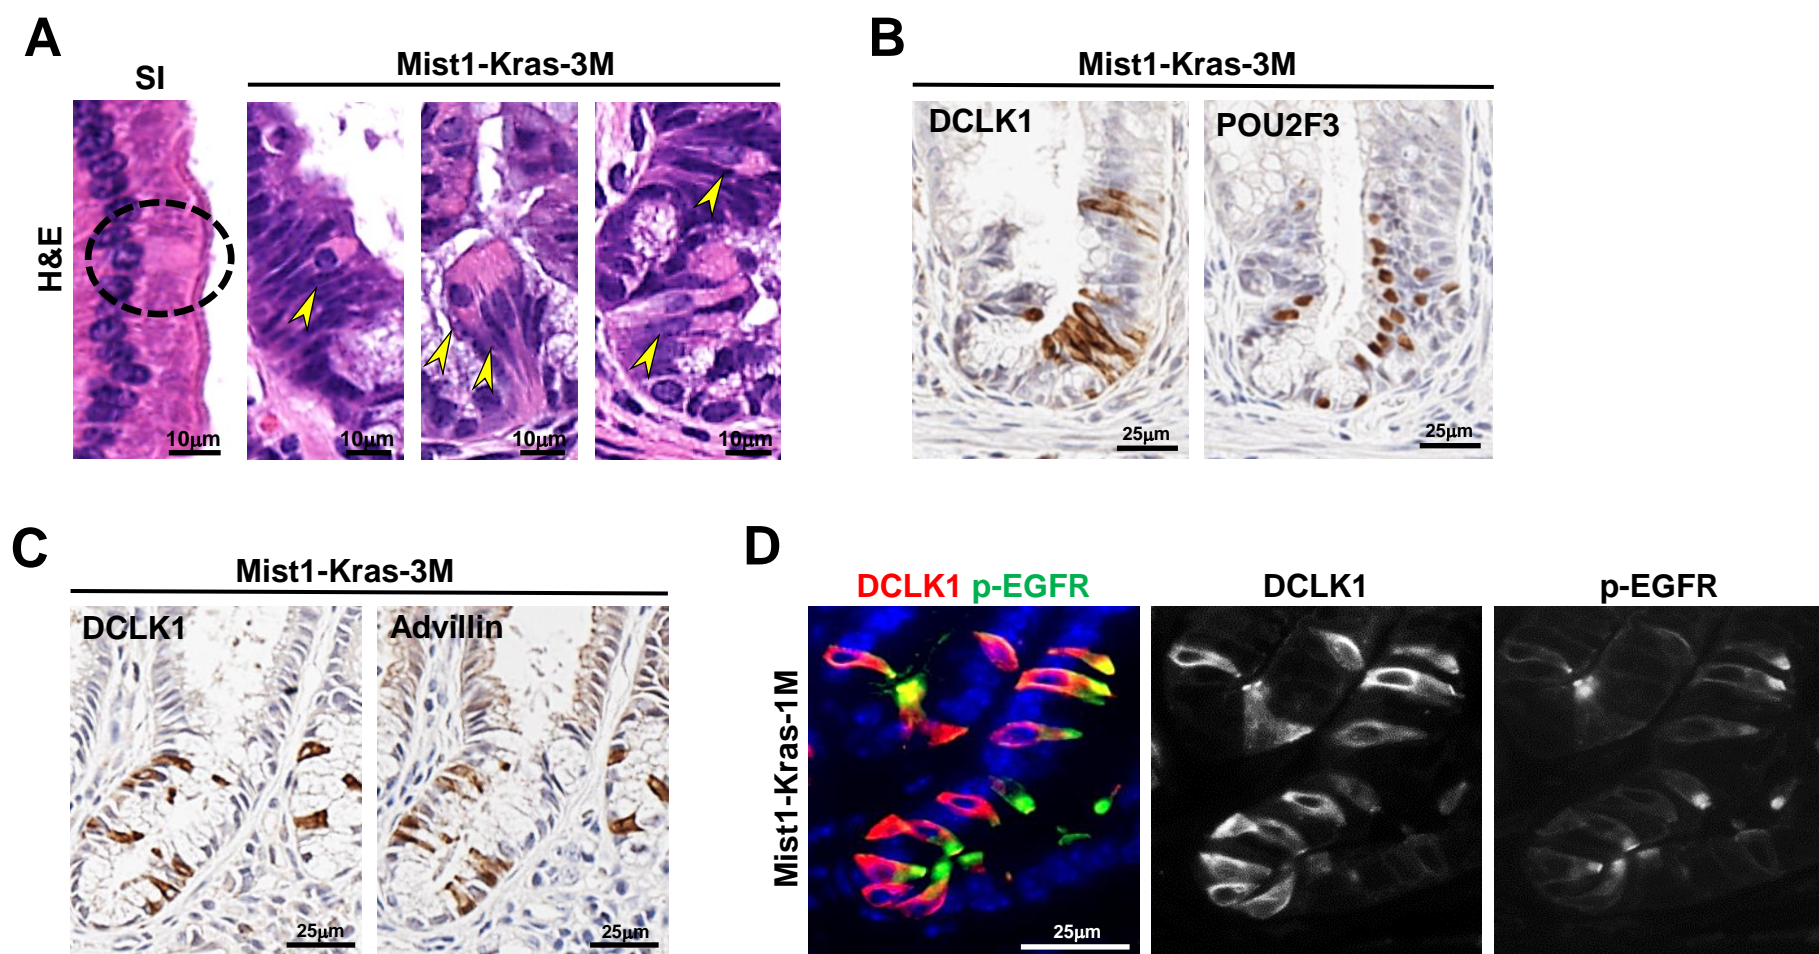 A
SI
Mist1-Kras-3M
H&E
10μm
10μm
10μm
10μm
B
Mist1-Kras-3M
DCLK1
POU2F3
25μm
25μm
C
Mist1-Kras-3M
DCLK1
Advillin
25μm
25μm
D
DCLK1 p-EGFR
DCLK1
p-EGFR
Mist1-Kras-1M
25μm